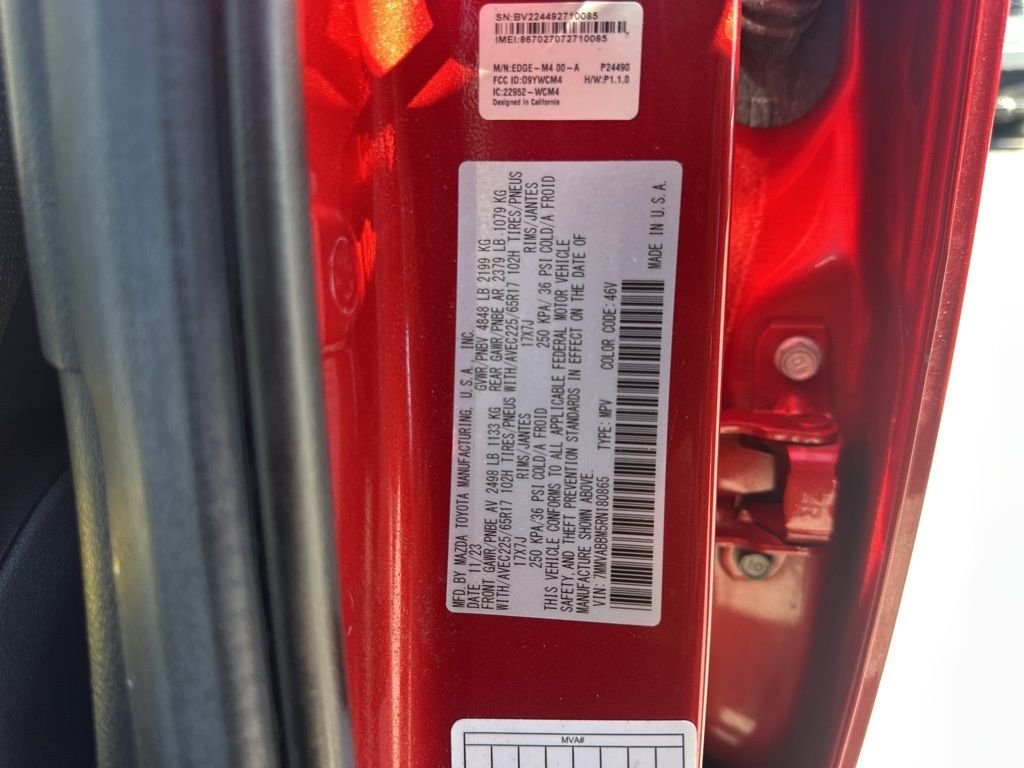 SN:BV224492710085
IMEI:867027072710085
M/N:EDGE-M4 00-A P24490
FCC ID:O9YWCM4 H/W:P1.1.0
IC:22952-WCM4
Designed in California
MFD.BY MAZDA TOYOTA MANUFACTURING, U.S.A., INC.
DATE: 11/23 GVWR/PNBV 4848 LB 2199 KG
FRONT GAWR/PNBE AV 2498 LB 1133 KG REAR GAWR/PNBE AR 2379 LB 1079 KG
WITH/AVEC225/65R17 102H TIRES/PNEUS WITH/AVEC225/65R17 102H TIRES/PNEUS
17X7J RIMS/JANTES 17X7J RIMS/JANTES
250 KPA/36 PSI COLD/A FROID 250 KPA/ 36 PSI COLD/A FROID
THIS VEHICLE CONFORMS TO ALL APPLICABLE FEDERAL MOTOR VEHICLE
SAFETY, AND THEFT PREVENTION STANDARDS IN EFFECT ON THE DATE OF
MANUFACTURE SHOWN ABOVE.
VIN: 7MMVABBM5RN180865 TYPE: MPV COLOR CODE: 46V
MADE IN U.S.A.
MVA#